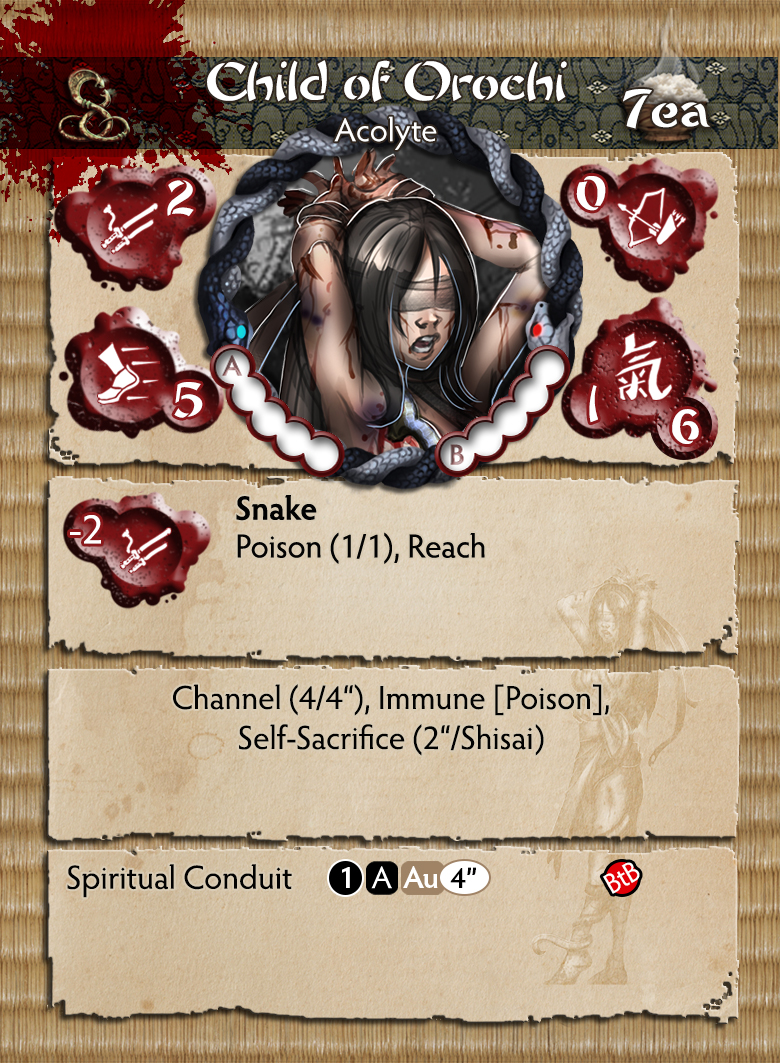 Child of Orochi
7ea
Acolyte
2
0
5
氣
1
6
A
B
-2
Snake
Poison (1/1), Reach
Channel (4/4"), Immune [Poison],
Self-Sacrifice (2"/Shisai)
Spiritual Conduit 1 A Au 4" BtB